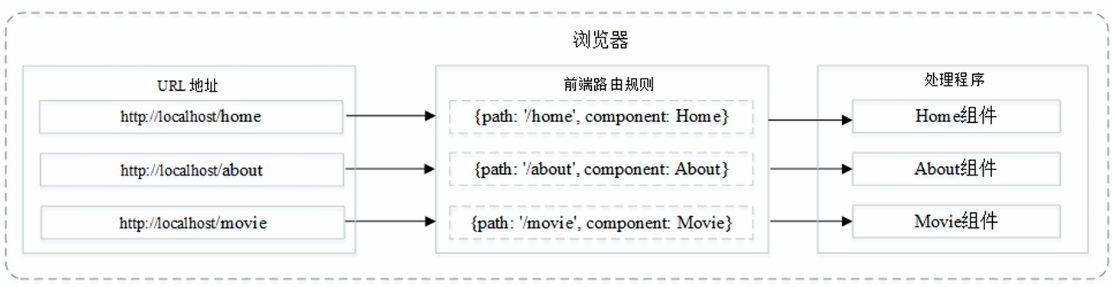 浏览器
URL 地址
http://localhost/home
http://localhost/about
http://localhost/movie
前端路由规则
{path: '/home', component: Home}
{path: '/about', component: About}
{path: '/movie', component: Movie}
处理程序
Home组件
About组件
Movie组件